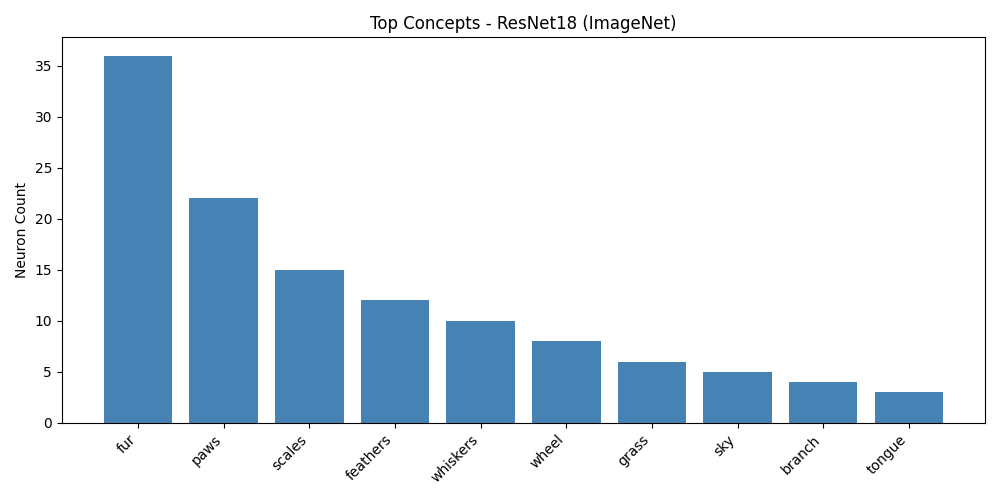 Top Concepts - ResNet18 (ImageNet)
Neuron Count
35
30
25
20
15
10
5
0
fur
paws
scales
feathers
whiskers
wheel
grass
sky
branch
tongue